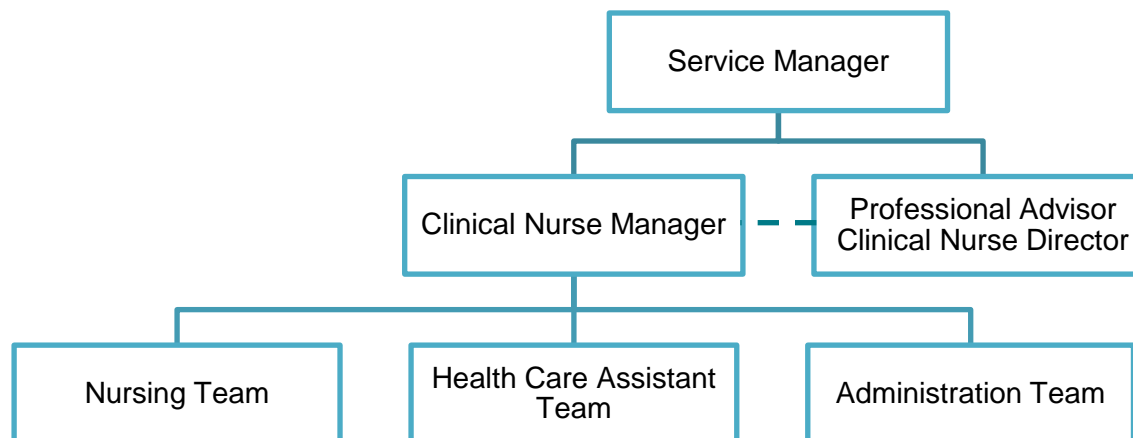 Service Manager
Clinical Nurse Manager
Professional Advisor
Clinical Nurse Director
Nursing Team
Health Care Assistant
Team
Administration Team